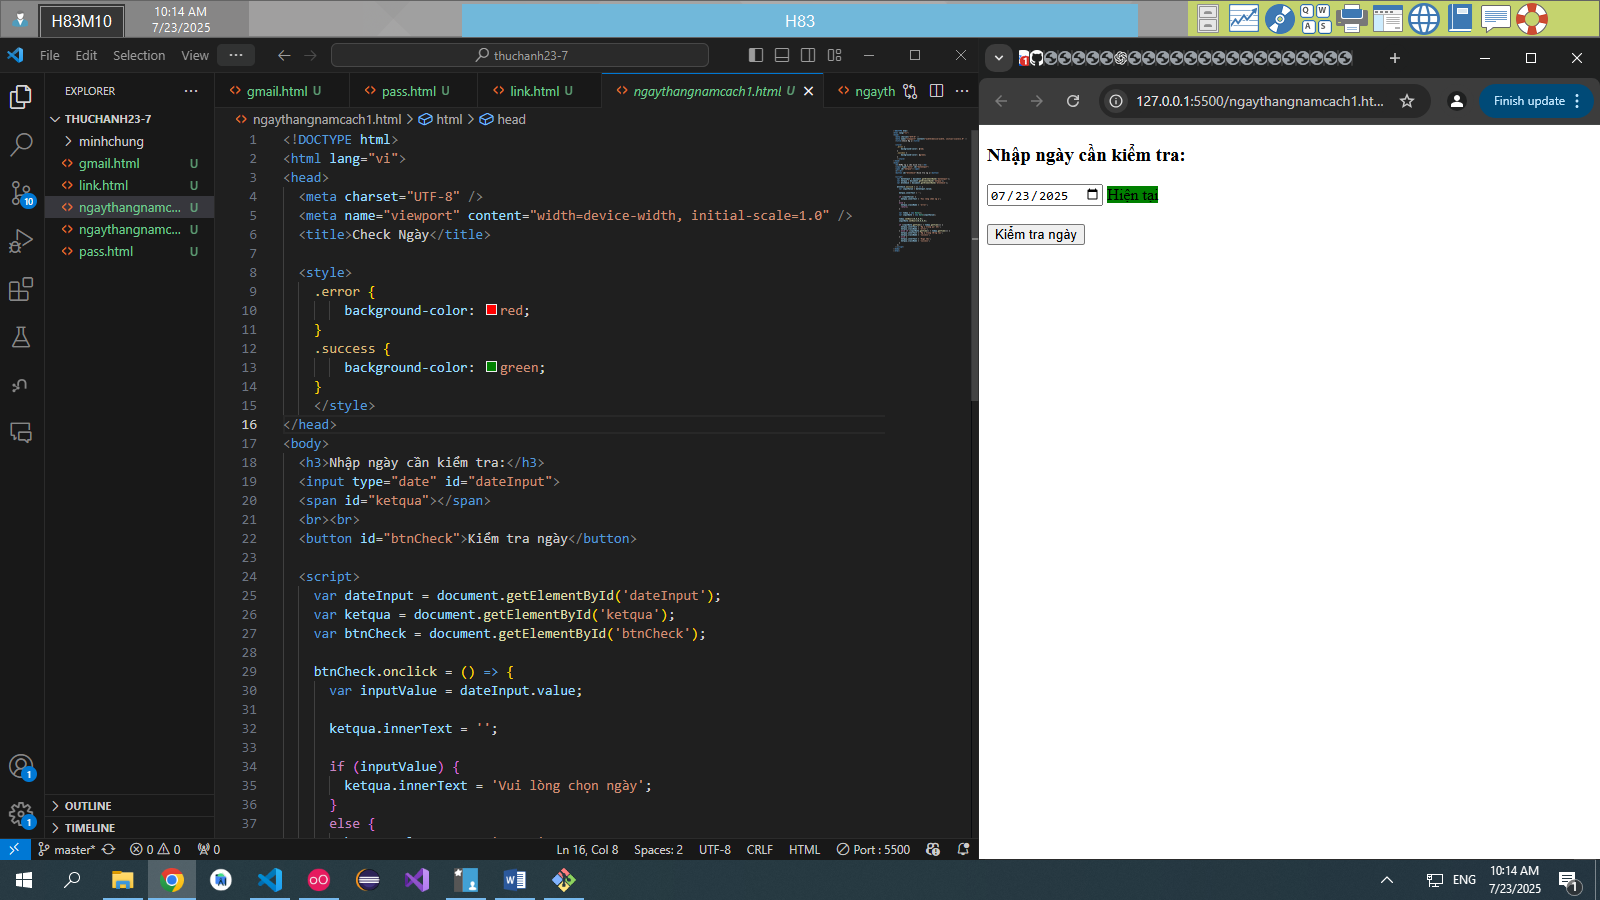 H83M10
10:14 AM
7/23/2025
H83
File Edit Selection View ···
thuchanh23-7
EXPLORER
THUCHANH23-7
minhchung
gmail.html U
link.html U
ngaythangnamc... U
ngaythangnamc... U
pass.html U
OUTLINE
TIMELINE
gmail.html U
pass.html U
link.html U
ngaythangnamcach1.html U
ngayth
ngaythangnamcach1.html > html > head
1 <!DOCTYPE html>
2 <html lang="vi">
3 <head>
4 <meta charset="UTF-8" />
5 <meta name="viewport" content="width=device-width, initial-scale=1.0" />
6 <title>Check Ngày</title>
7
8 <style>
9 .error {
10 background-color: red;
11 }
12 .success {
13 background-color: green;
14 }
15 </style>
16 </head>
17 <body>
18 <h3>Nhập ngày cần kiểm tra:</h3>
19 <input type="date" id="dateInput">
20 <span id="ketqua"></span>
21 <br><br>
22 <button id="btnCheck">Kiểm tra ngày</button>
23
24 <script>
25 var dateInput = document.getElementById('dateInput');
26 var ketqua = document.getElementById('ketqua');
27 var btnCheck = document.getElementById('btnCheck');
28
29 btnCheck.onclick = () => {
30 var inputValue = dateInput.value;
31
32 ketqua.innerText = '';
33
34 if (inputValue) {
35 ketqua.innerText = 'Vui lòng chọn ngày';
36 }
37 else {
master* 0 0 0
Ln 16, Col 8 Spaces: 2 UTF-8 CRLF HTML Port : 5500
127.0.0.1:5500/ngaythangnamcach1.ht...
Finish update
Nhập ngày cần kiểm tra:
07/23/2025 Hiện tại
Kiểm tra ngày
ENG
10:14 AM
7/23/2025
1